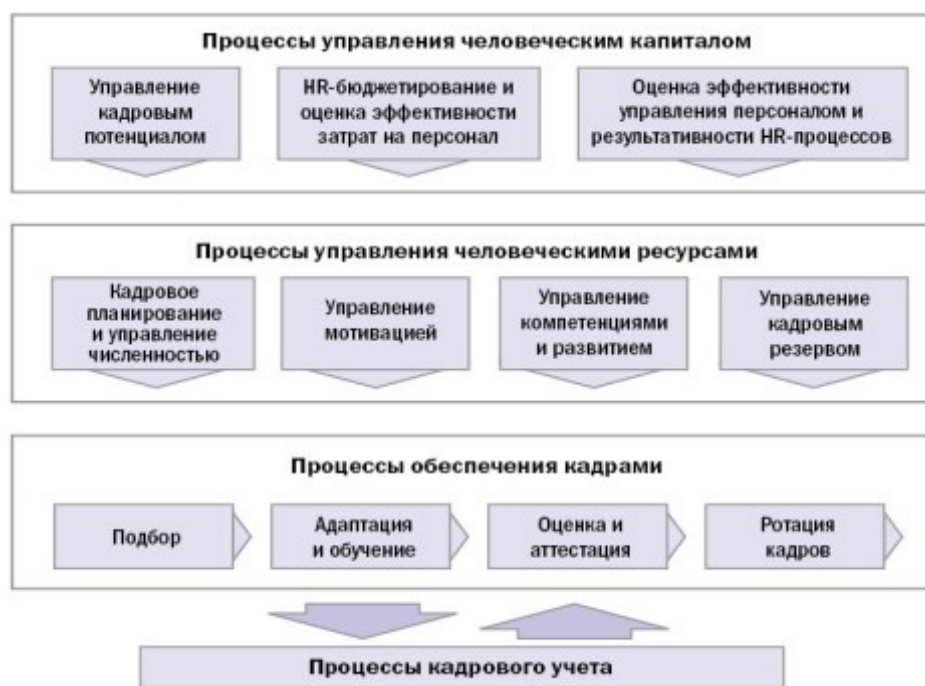 Процессы управления человеческим капиталом
Управление
кадровым
потенциалом
HR-бюджетирование и
оценка эффективности
затрат на персонал
Оценка эффективности
управления персоналом и
результативности HR-процессов
Процессы управления человеческими ресурсами
Кадровое
планирование
и управление
численностью
Управление
мотивацией
Управление
компетенциями
и развитием
Управление
кадровым
резервом
Процессы обеспечения кадрами
Подбор
Адаптация
и обучение
Оценка и
аттестация
Ротация
кадров
Процессы кадрового учета